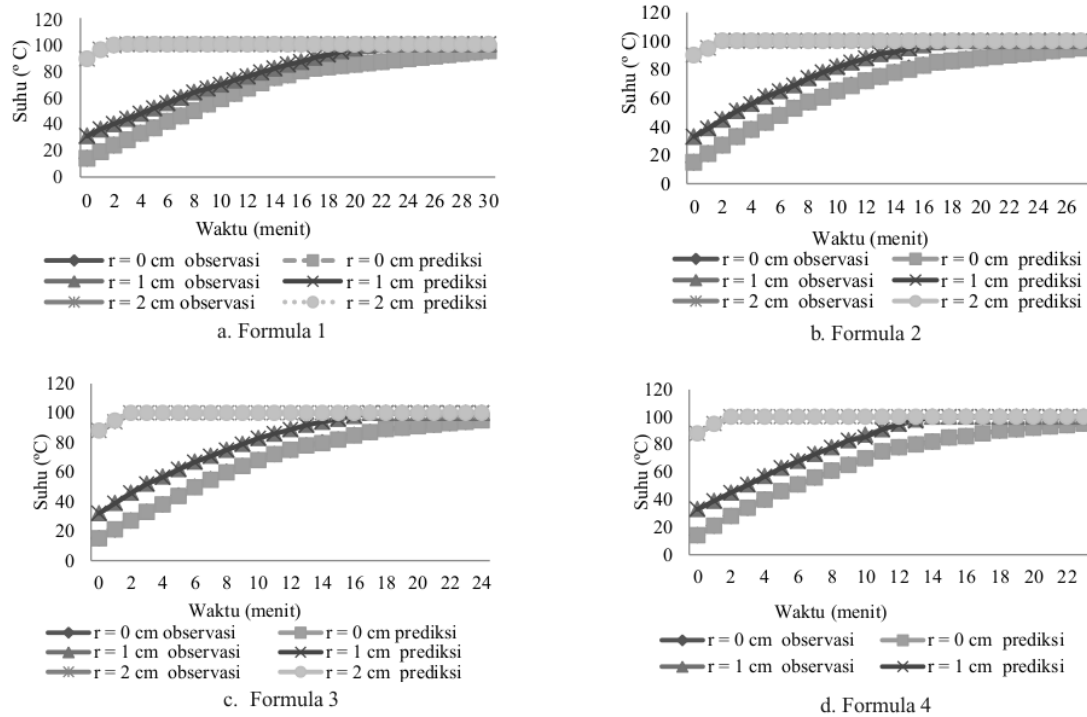 120
100
80
60
40
20
0
Suhu (º C)
0 2 4 6 8 10 12 14 16 18 20 22 24 26 28 30
Waktu (menit)
r = 0 cm observasi r = 0 cm prediksi
r = 1 cm observasi r = 1 cm prediksi
r = 2 cm observasi r = 2 cm prediksi
a. Formula 1
120
100
80
60
40
20
0
Suhu (º C)
0 2 4 6 8 10 12 14 16 18 20 22 24 26
Waktu (menit)
r = 0 cm observasi r = 0 cm prediksi
r = 1 cm observasi r = 1 cm prediksi
r = 2 cm observasi r = 2 cm prediksi
b. Formula 2
120
100
80
60
40
20
0
Suhu (ºC)
0 2 4 6 8 10 12 14 16 18 20 22 24
Waktu (menit)
r = 0 cm observasi r = 0 cm prediksi
r = 1 cm observasi r = 1 cm prediksi
r = 2 cm observasi r = 2 cm prediksi
c. Formula 3
120
100
80
60
40
20
0
Suhu (ºC)
0 2 4 6 8 10 12 14 16 18 20 22
Waktu (menit)
r = 0 cm observasi r = 0 cm prediksi
r = 1 cm observasi r = 1 cm prediksi
d. Formula 4